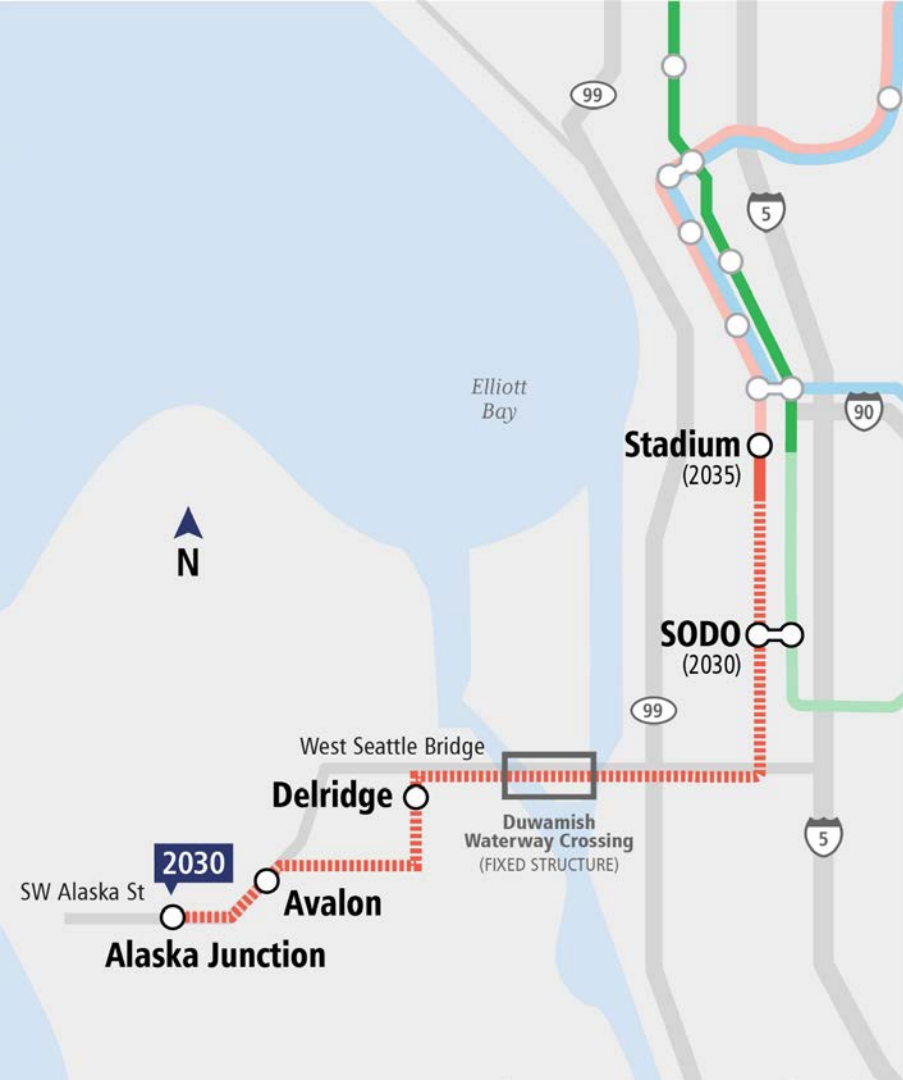 99
5
Elliott
Bay
90
Stadium
(2035)
N
SODO
(2030)
99
West Seattle Bridge
Delridge
Duwamish
Waterway Crossing
(FIXED STRUCTURE)
5
2030
SW Alaska St
Avalon
Alaska Junction